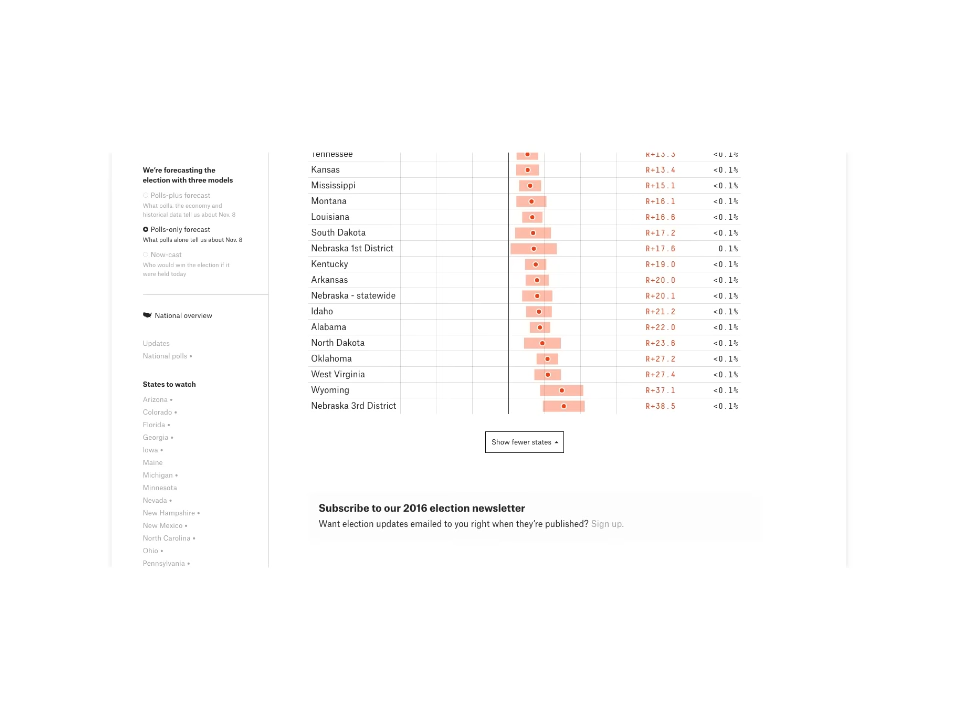 We're forecasting the
election with three models
Polls-plus forecast
What polls, the economy and
historical data tell us about Nov. 8
Polls-only forecast
What polls alone tell us about Nov. 8
Now-cast
Who would win the election if it
were held today
National overview
Updates
National polls
States to watch
Arizona
Colorado
Florida
Georgia
Iowa
Maine
Michigan
Minnesota
Nevada
New Hampshire
New Mexico
North Carolina
Ohio
Pennsylvania
Tennessee R+13.3 <0.1%
Kansas R+13.4 <0.1%
Mississippi R+15.1 <0.1%
Montana R+16.1 <0.1%
Louisiana R+16.6 <0.1%
South Dakota R+17.2 <0.1%
Nebraska 1st District R+17.6 0.1%
Kentucky R+19.0 <0.1%
Arkansas R+20.0 <0.1%
Nebraska - statewide R+20.1 <0.1%
Idaho R+21.2 <0.1%
Alabama R+22.0 <0.1%
North Dakota R+23.6 <0.1%
Oklahoma R+27.2 <0.1%
West Virginia R+27.4 <0.1%
Wyoming R+37.1 <0.1%
Nebraska 3rd District R+38.5 <0.1%
Show fewer states
Subscribe to our 2016 election newsletter
Want election updates emailed to you right when they're published? Sign up.